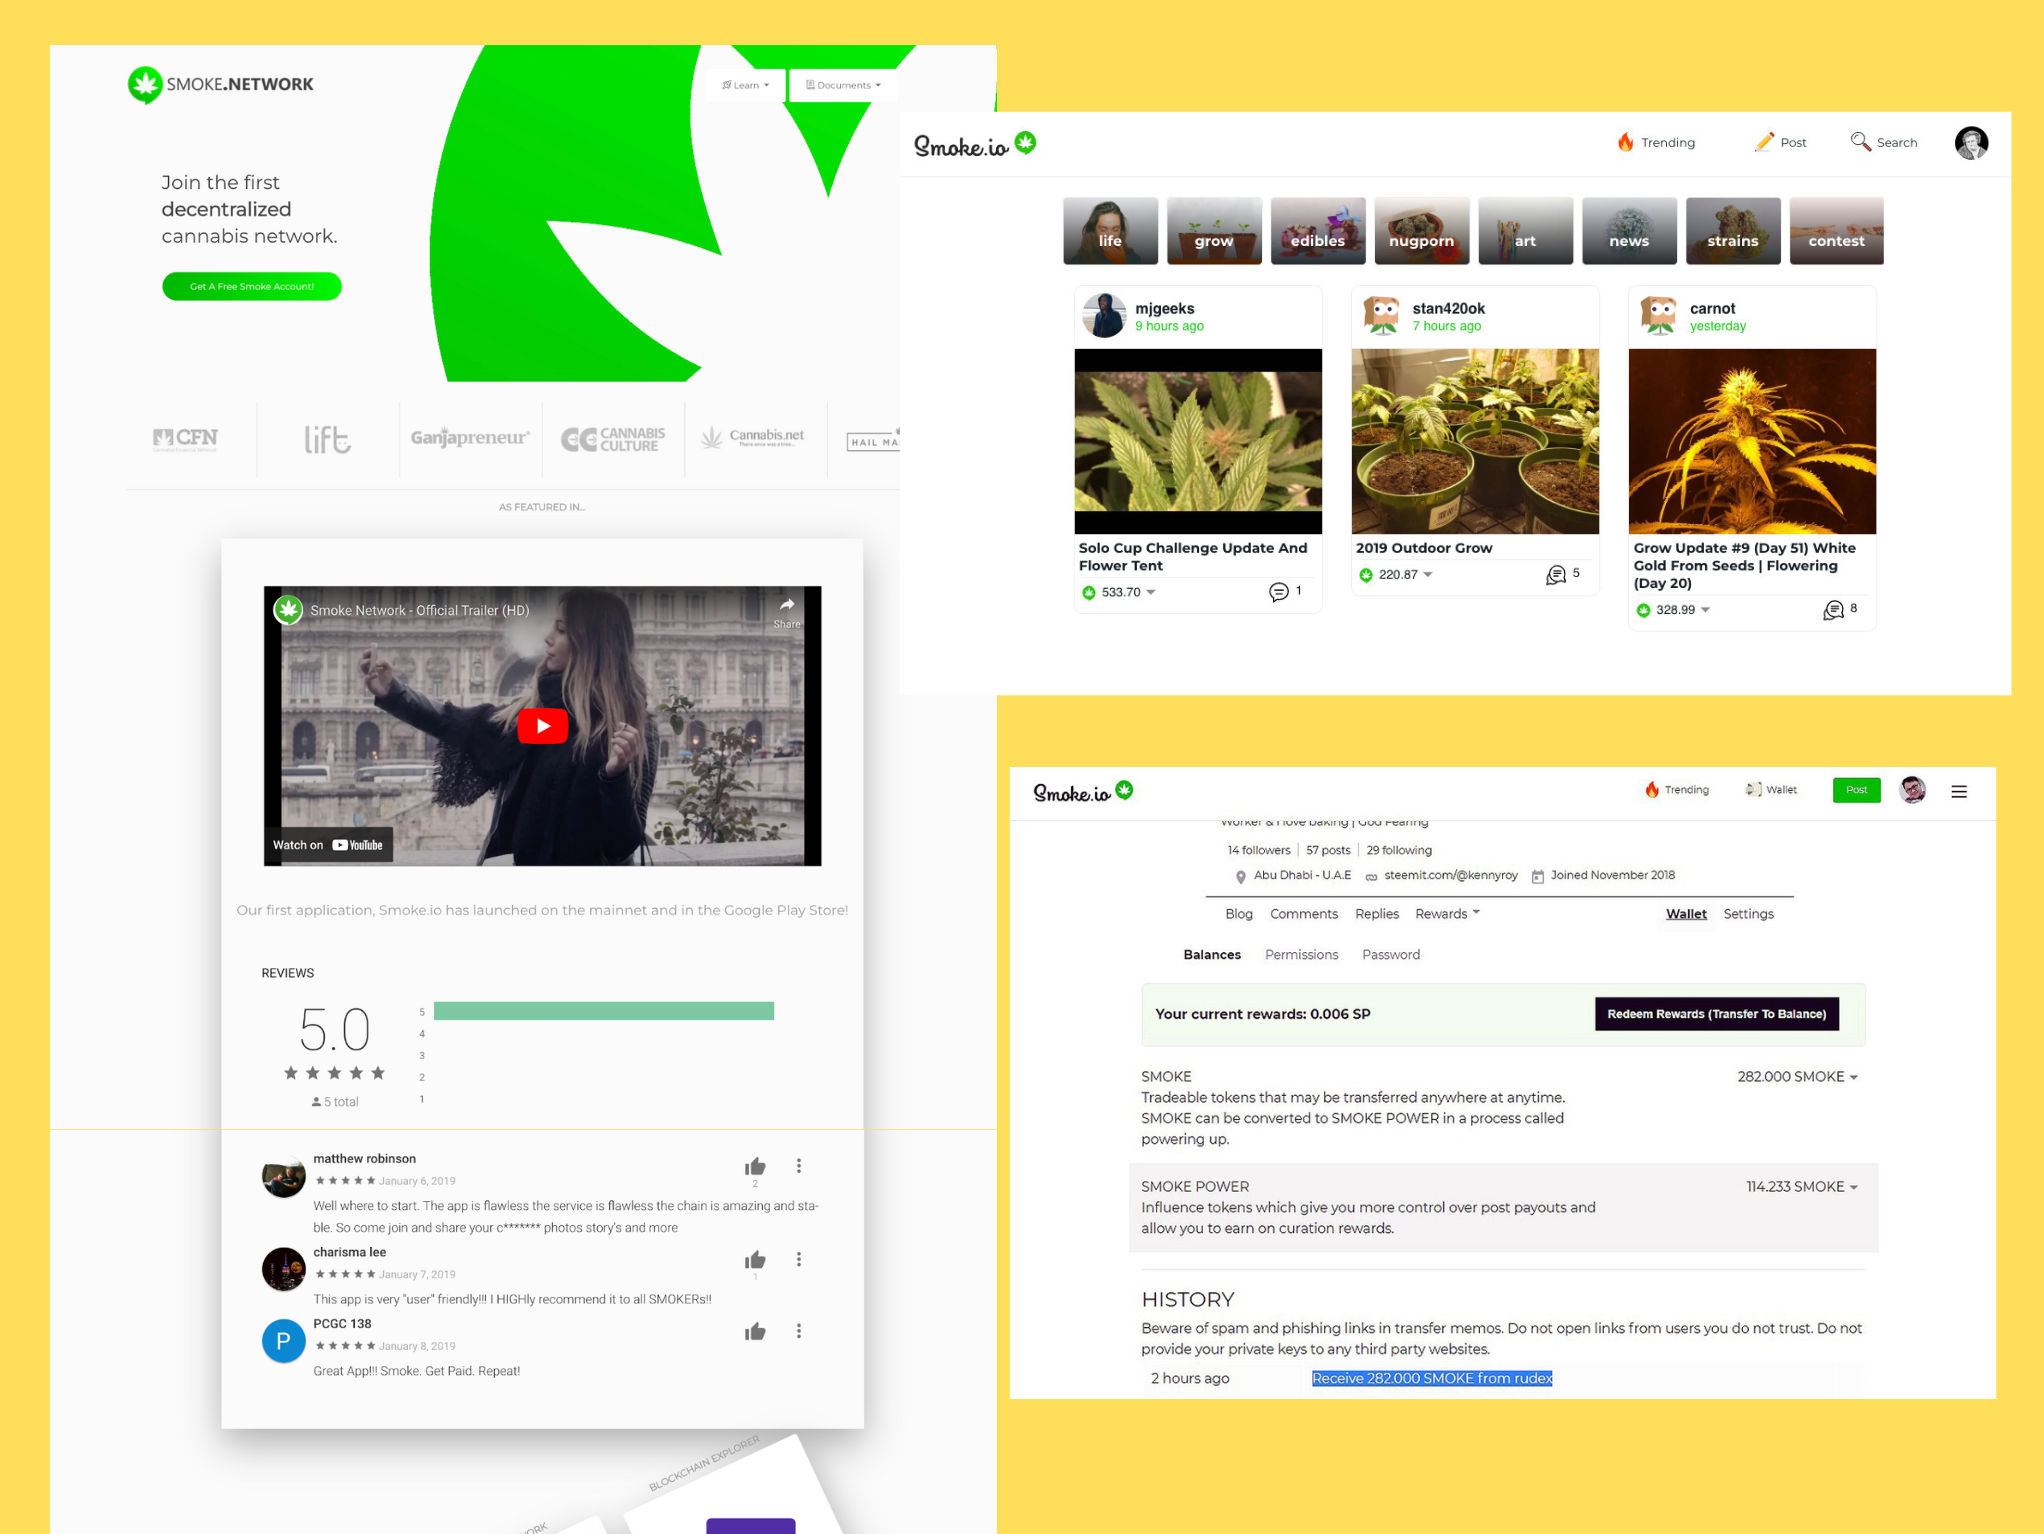 SMOKE.NETWORK
Learn
Documents
Join the first
decentralized
cannabis network.
Get A Free Smoke Account!
CFN
Cannabis Financial Network
lift
Ganjapreneur
CC CANNABIS
CULTURE
Cannabis.net
There once was a tree...
HAIL MA
AS FEATURED IN...
Smoke Network - Official Trailer (HD)
Share
Watch on YouTube
Our first application, Smoke.io has launched on the mainnet and in the Google Play Store!
REVIEWS
5.0
5 total
5
4
3
2
1
matthew robinson
January 6, 2019
2
Well where to start. The app is flawless the service is flawless the chain is amazing and sta-
ble. So come join and share your c******* photos story's and more
charisma lee
January 7, 2019
1
This app is very "user" friendly!!! I HIGHly recommend it to all SMOKERs!!
P
PCGC 138
January 8, 2019
Great App!!! Smoke. Get Paid. Repeat!
BLOCKCHAIN EXPLORER
ORK
Smoke.io
Trending
Post
Search
life
grow
edibles
nugporn
art
news
strains
contest
mjgeeks
9 hours ago
Solo Cup Challenge Update And
Flower Tent
533.70
1
stan420ok
7 hours ago
2019 Outdoor Grow
220.87
5
carnot
yesterday
Grow Update #9 (Day 51) White
Gold From Seeds | Flowering
(Day 20)
328.99
8
Smoke.io
Trending
Wallet
Post
Worker & I love baking | God Fearing
14 followers | 57 posts | 29 following
Abu Dhabi - U.A.E steemit.com/@kennyroy Joined November 2018
Blog Comments Replies Rewards Wallet Settings
Balances Permissions Password
Your current rewards: 0.006 SP
Redeem Rewards (Transfer To Balance)
SMOKE 282.000 SMOKE
Tradeable tokens that may be transferred anywhere at anytime.
SMOKE can be converted to SMOKE POWER in a process called
powering up.
SMOKE POWER 114.233 SMOKE
Influence tokens which give you more control over post payouts and
allow you to earn on curation rewards.
HISTORY
Beware of spam and phishing links in transfer memos. Do not open links from users you do not trust. Do not
provide your private keys to any third party websites.
2 hours ago Receive 282.000 SMOKE from rudex